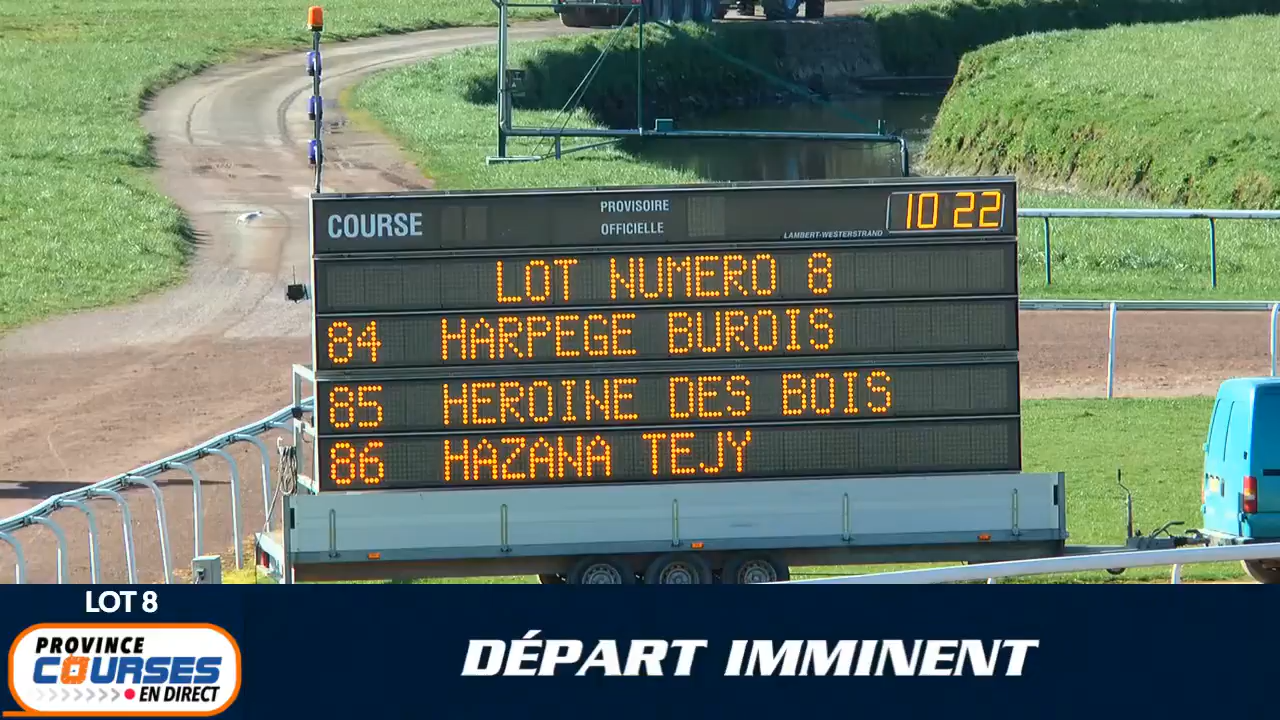 COURSE
PROVISOIRE
OFFICIELLE
LAMBERT-WESTERSTRAND
10 22
LOT NUMERO 8
84 HARPEGE BUROIS
85 HEROINE DES BOIS
86 HAZANA TEJY
LOT 8
PROVINCE
COURSES
EN DIRECT
DÉPART IMMINENT